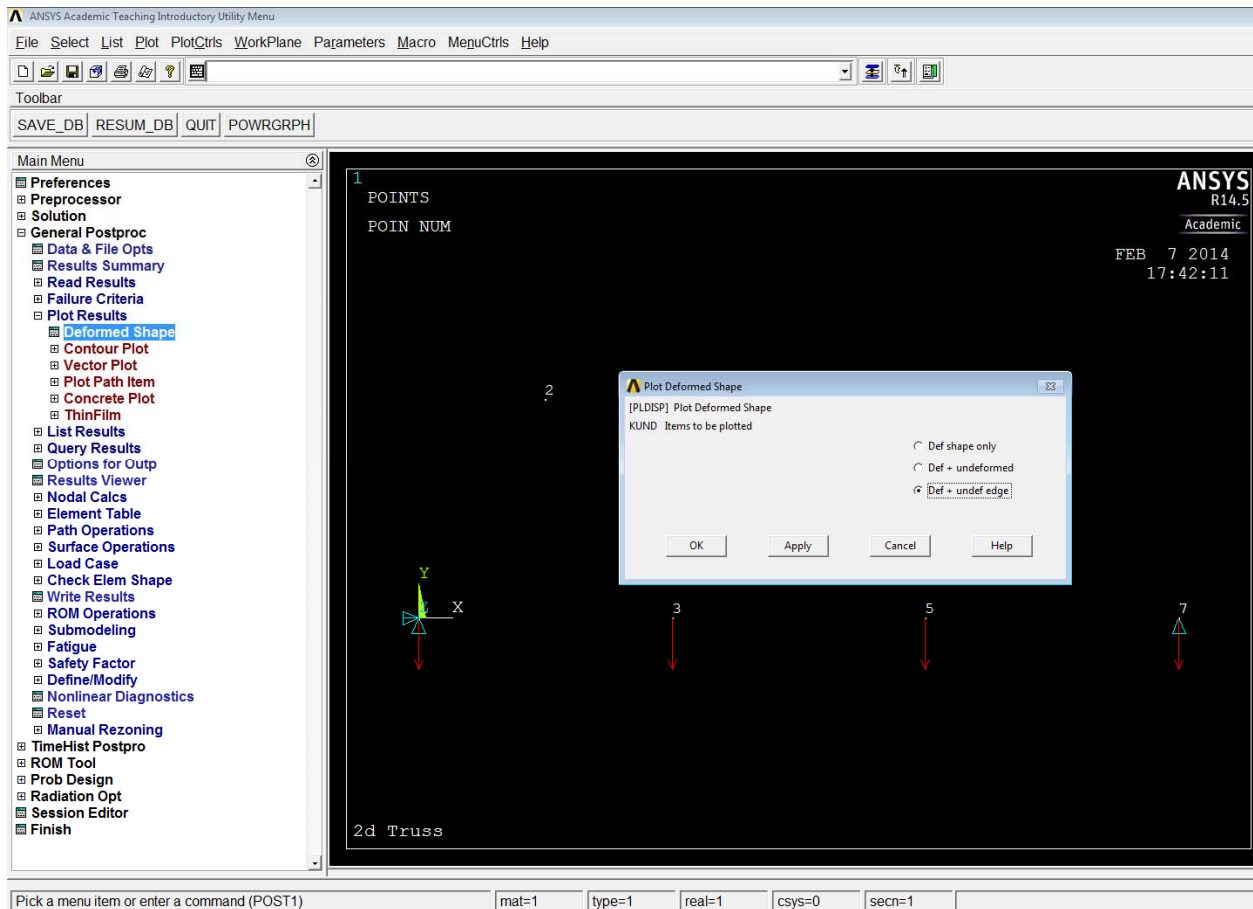 ANSYS Academic Teaching Introductory Utility Menu
File Select List Plot PlotCtrls WorkPlane Parameters Macro MenuCtrls Help
Toolbar
SAVE_DB RESUM_DB QUIT POWRGRPH
Main Menu
Preferences
Preprocessor
Solution
General Postproc
Data & File Opts
Results Summary
Read Results
Failure Criteria
Plot Results
Deformed Shape
Contour Plot
Vector Plot
Plot Path Item
Concrete Plot
ThinFilm
List Results
Query Results
Options for Outp
Results Viewer
Nodal Calcs
Element Table
Path Operations
Surface Operations
Load Case
Check Elem Shape
Write Results
ROM Operations
Submodeling
Fatigue
Safety Factor
Define/Modify
Nonlinear Diagnostics
Reset
Manual Rezoning
TimeHist Postpro
ROM Tool
Prob Design
Radiation Opt
Session Editor
Finish
1
POINTS
POIN NUM
ANSYS
R14.5
Academic
FEB 7 2014
17:42:11
2
Plot Deformed Shape
[PLDISP] Plot Deformed Shape
KUND Items to be plotted
Def shape only
Def + undeformed
Def + undef edge
OK Apply Cancel Help
Y
X
3 5 7
2d Truss
Pick a menu item or enter a command (POST1) mat=1 type=1 real=1 csys=0 secn=1